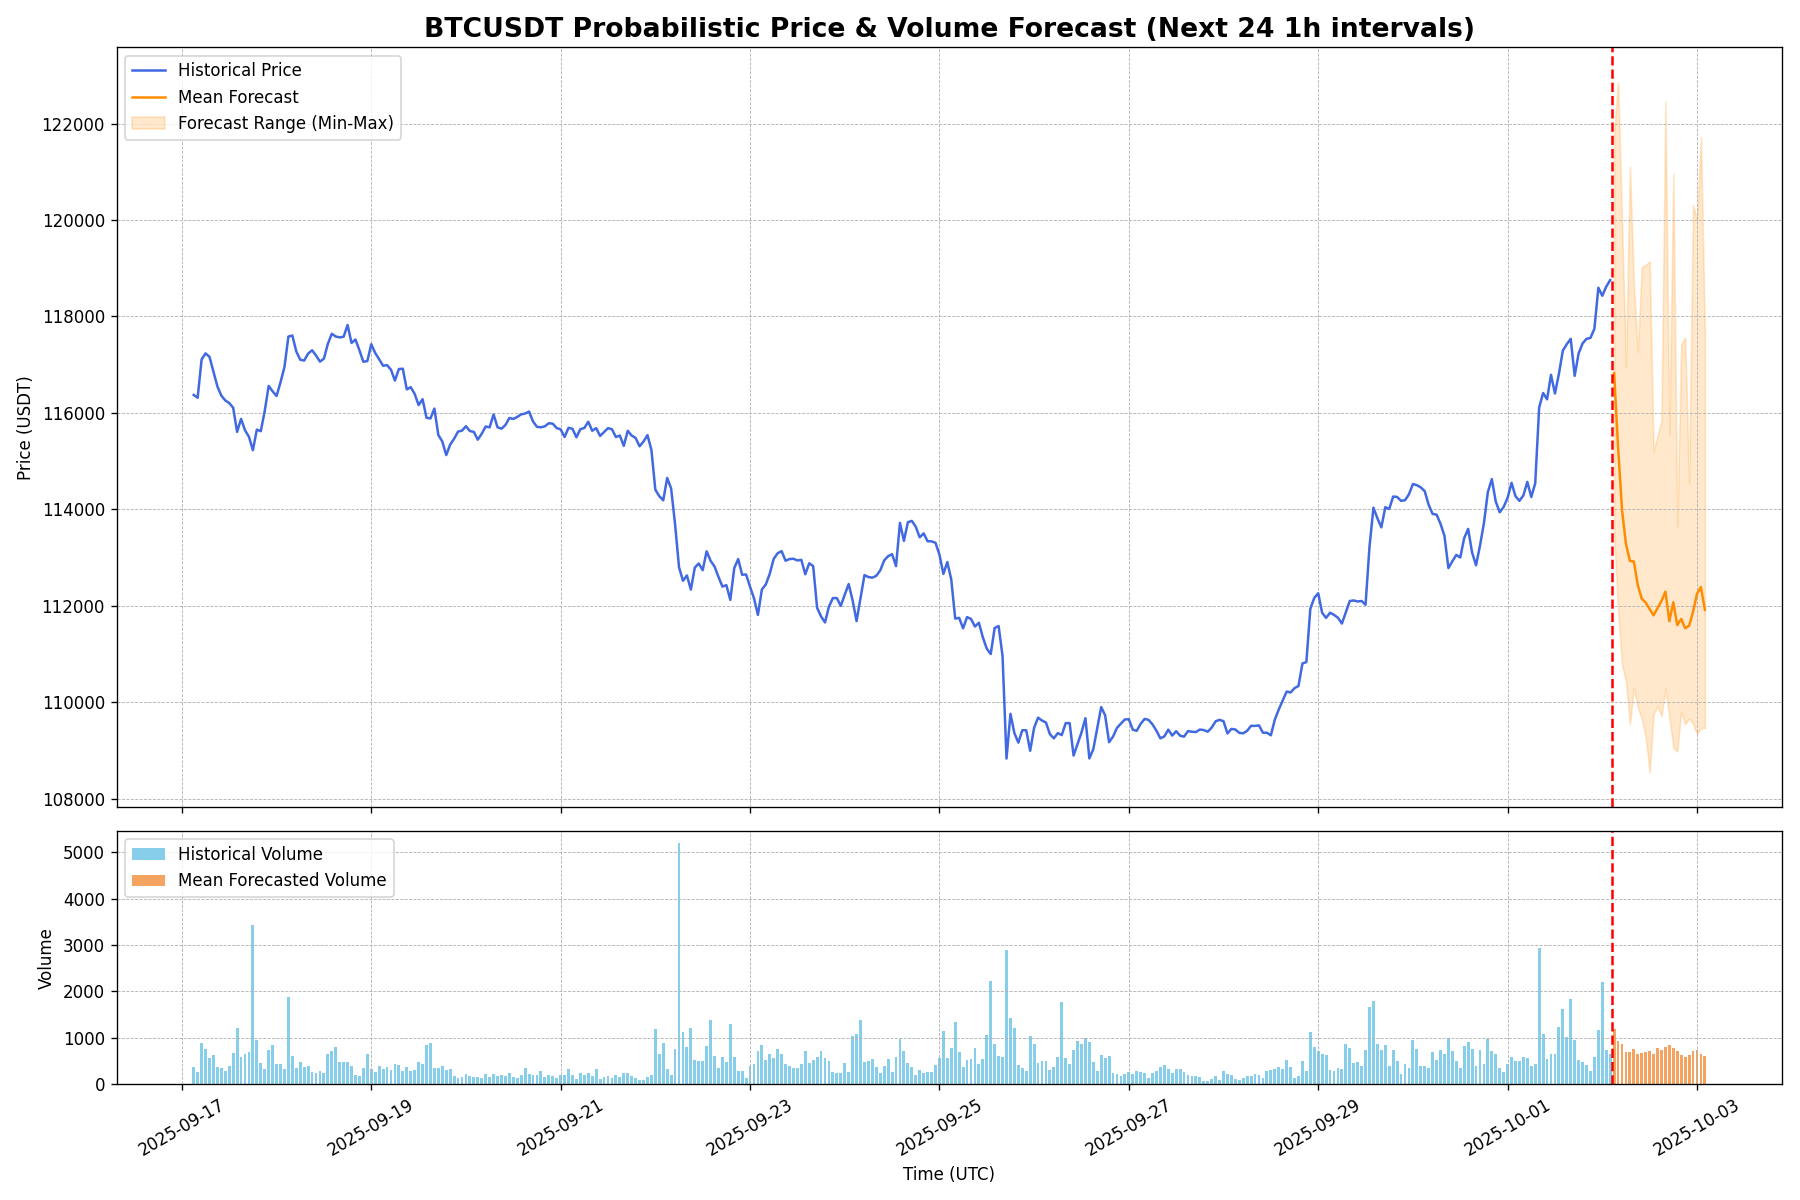 BTCUSDT Probabilistic Price & Volume Forecast (Next 24 1h intervals)
Historical Price
Mean Forecast
Forecast Range (Min-Max)
Price (USDT)
122000
120000
118000
116000
114000
112000
110000
108000
Historical Volume
Mean Forecasted Volume
Volume
5000
4000
3000
2000
1000
0
2025-09-17
2025-09-19
2025-09-21
2025-09-23
2025-09-25
2025-09-27
2025-09-29
2025-10-01
2025-10-03
Time (UTC)